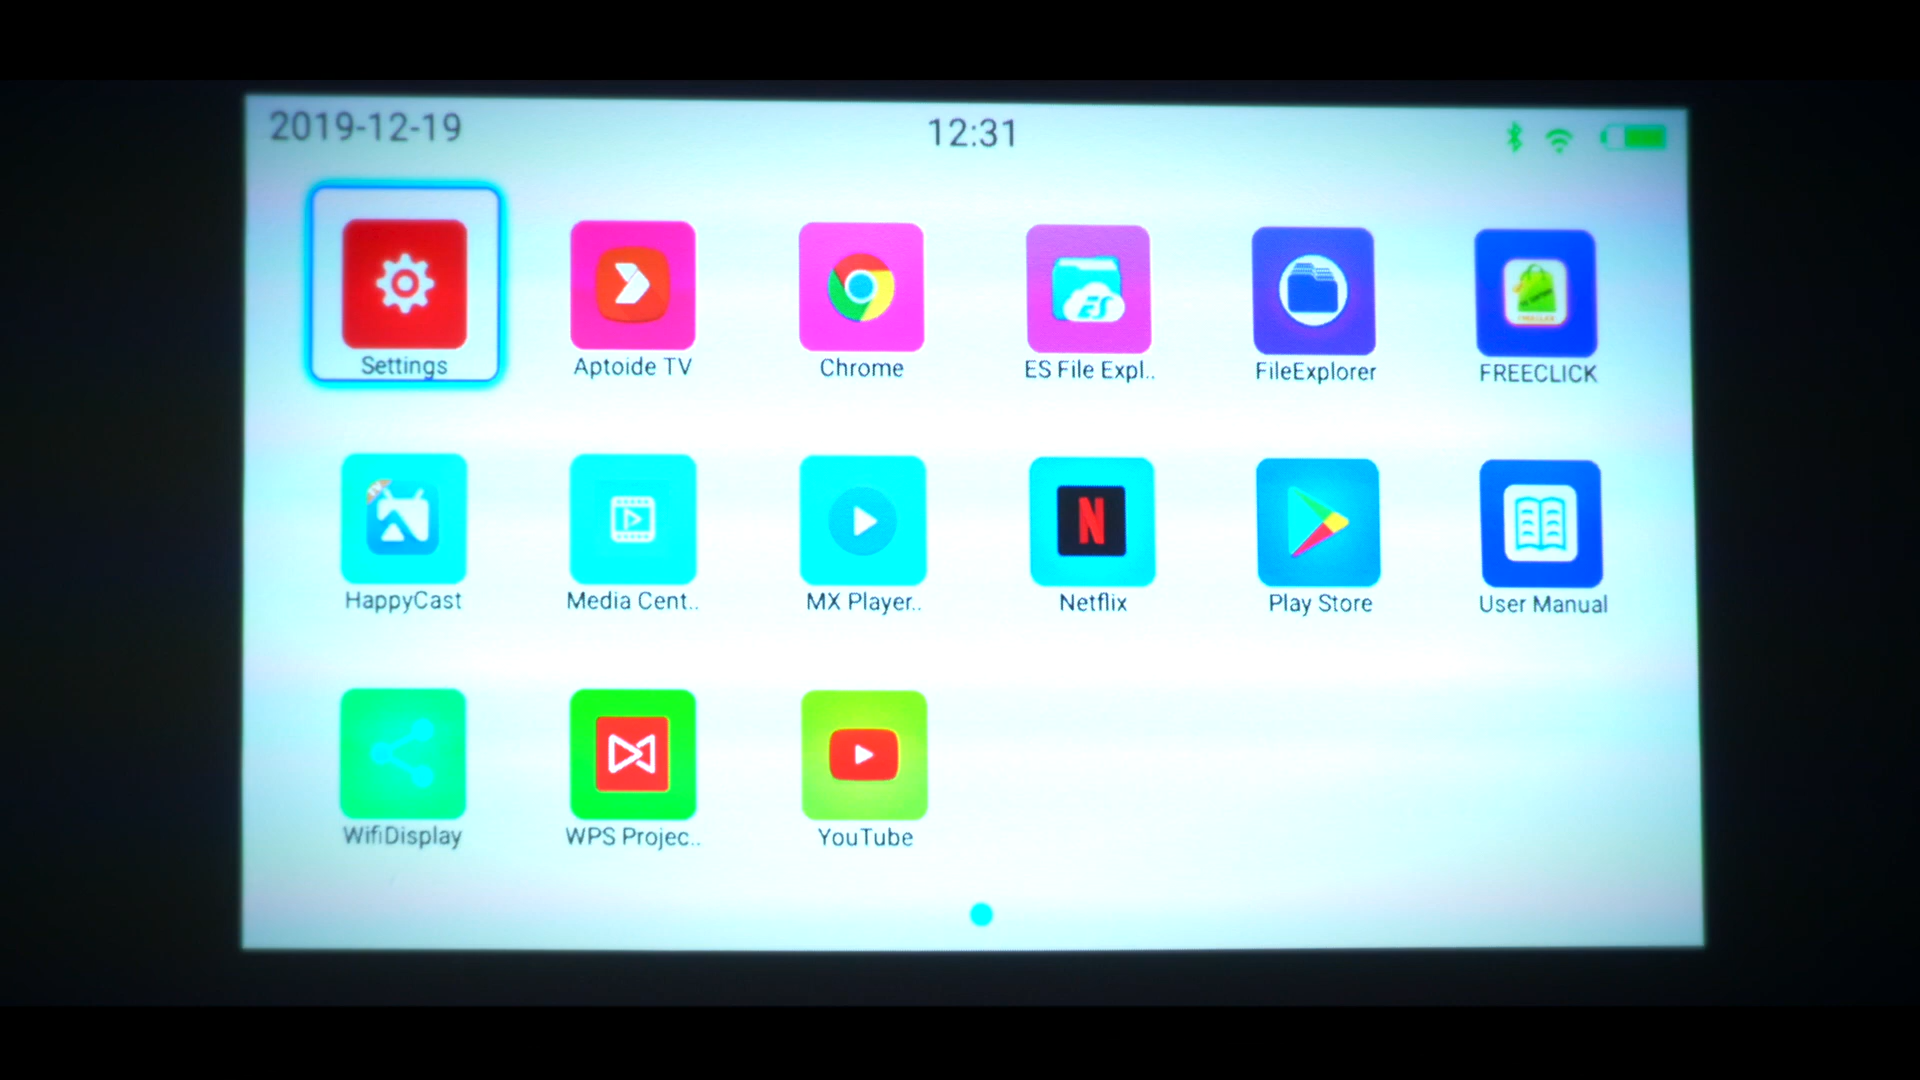 2019-12-19 12:31
Settings Aptoide TV Chrome ES File Expl.. FileExplorer FREECLICK
HappyCast Media Cent.. MX Player.. Netflix Play Store User Manual
WifiDisplay WPS Projec.. YouTube